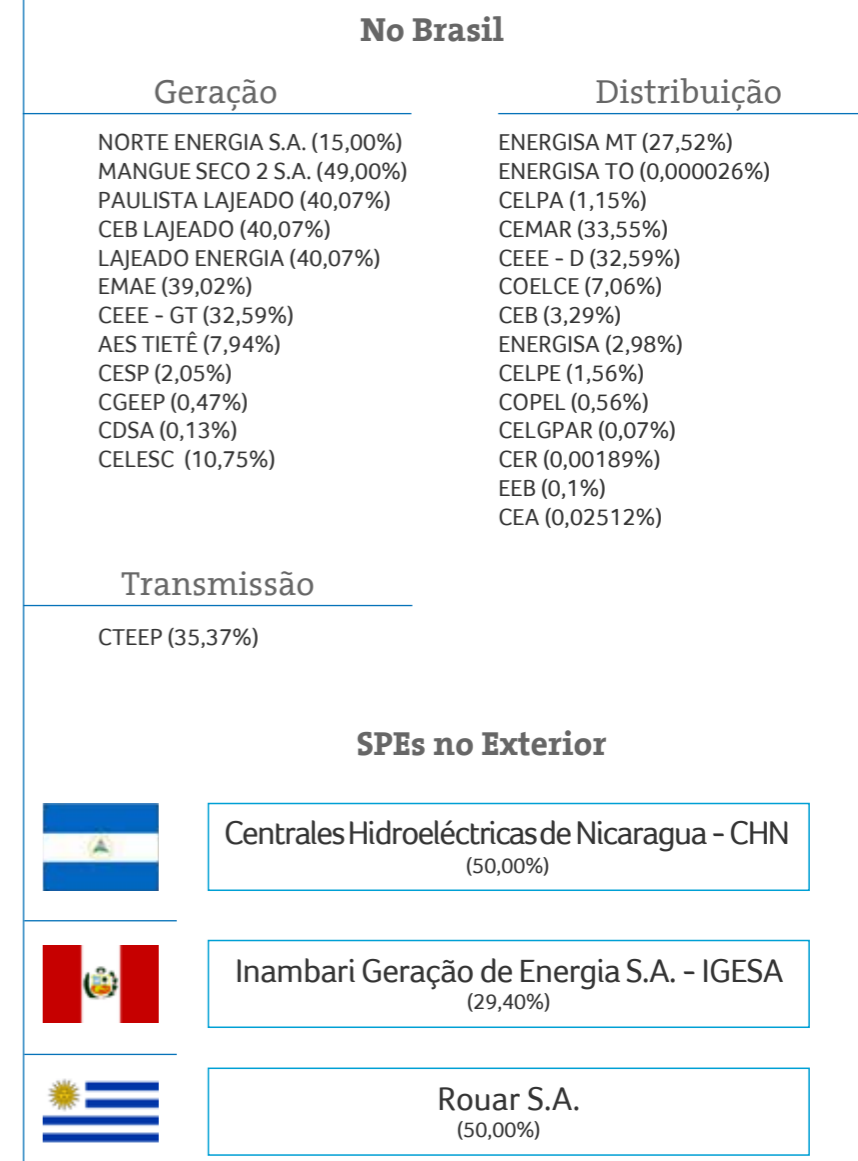 No Brasil
Geração
NORTE ENERGIA S.A. (15,00%)
MANGUE SECO 2 S.A. (49,00%)
PAULISTA LAJEADO (40,07%)
CEB LAJEADO (40,07%)
LAJEADO ENERGIA (40,07%)
EMAE (39,02%)
CEEE - GT (32,59%)
AES TIETÊ (7,94%)
CESP (2,05%)
CGEEP (0,47%)
CDSA (0,13%)
CELESC (10,75%)
Distribuição
ENERGISA MT (27,52%)
ENERGISA TO (0,000026%)
CELPA (1,15%)
CEMAR (33,55%)
CEEE - D (32,59%)
COELCE (7,06%)
CEB (3,29%)
ENERGISA (2,98%)
CELPE (1,56%)
COPEL (0,56%)
CELGPAR (0,07%)
CER (0,00189%)
EEB (0,1%)
CEA (0,02512%)
Transmissão
CTEEP (35,37%)
SPEs no Exterior
Centrales Hidroeléctricas de Nicaragua - CHN
(50,00%)
Inambari Geração de Energia S.A. - IGESA
(29,40%)
Rouar S.A.
(50,00%)